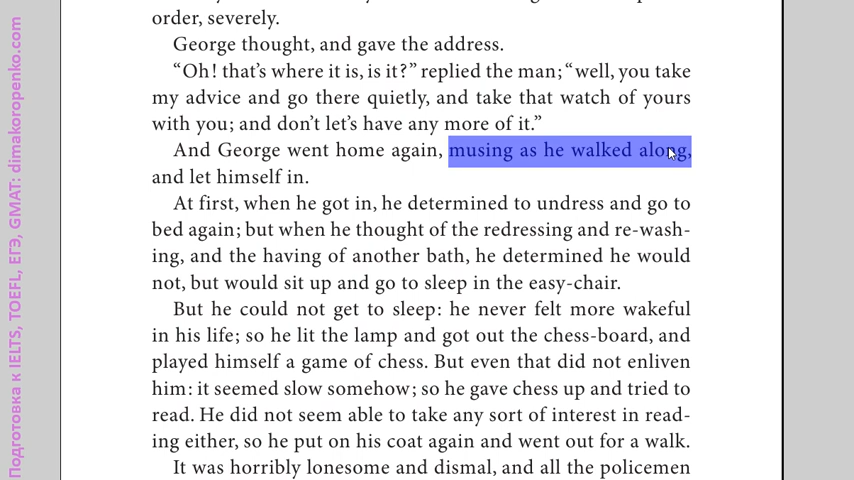 Подготовка к IELTS, TOEFL, ЕГЭ, GMAT: dimakoropenko.com
order, severely.
George thought, and gave the address.
“Oh! that’s where it is, is it?” replied the man; “well, you take
my advice and go there quietly, and take that watch of yours
with you; and don’t let’s have any more of it.”
And George went home again, musing as he walked along,
and let himself in.
At first, when he got in, he determined to undress and go to
bed again; but when he thought of the redressing and re-wash-
ing, and the having of another bath, he determined he would
not, but would sit up and go to sleep in the easy-chair.
But he could not get to sleep: he never felt more wakeful
in his life; so he lit the lamp and got out the chess-board, and
played himself a game of chess. But even that did not enliven
him: it seemed slow somehow; so he gave chess up and tried to
read. He did not seem able to take any sort of interest in read-
ing either, so he put on his coat again and went out for a walk.
It was horribly lonesome and dismal, and all the policemen